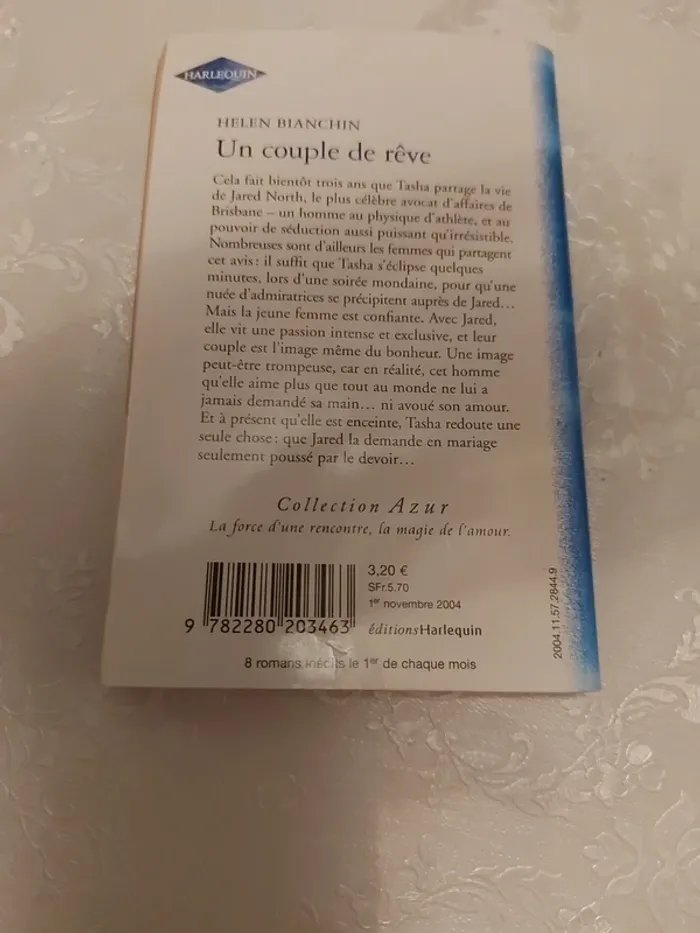 HARLEQUIN
HELEN BIANCHIN
Un couple de rêve
Cela fait bientôt trois ans que Tasha partage la vie
de Jared North, le plus célèbre avocat d'affaires de
Brisbane – un homme au physique d'athlète, et au
pouvoir de séduction aussi puissant qu'irrésistible.
Nombreuses sont d'ailleurs les femmes qui partagent
cet avis : il suffit que Tasha s'éclipse quelques
minutes, lors d'une soirée mondaine, pour qu'une
nuée d'admiratrices se précipitent auprès de Jared...
Mais la jeune femme est confiante. Avec Jared,
elle vit une passion intense et exclusive, et leur
couple est l'image même du bonheur. Une image
peut-être trompeuse, car en réalité, cet homme
qu'elle aime plus que tout au monde ne lui a
jamais demandé sa main... ni avoué son amour.
Et à présent qu'elle est enceinte, Tasha redoute une
seule chose : que Jared la demande en mariage
seulement poussé par le devoir...
Collection Azur
La force d'une rencontre, la magie de l'amour.
3,20 €
SFr.5.70
1er novembre 2004
9 782280 203463
éditionsHarlequin
8 romans inédits le 1er de chaque mois
2004.11.57.2844.9